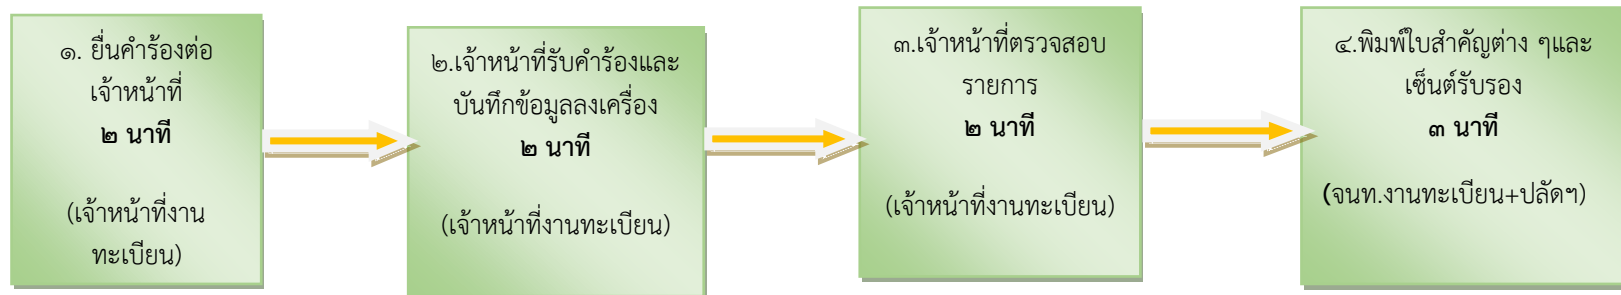 ๑. ยื่นคำร้องต่อ
เจ้าหน้าที่
๒ นาที
(เจ้าหน้าที่งาน
ทะเบียน)
๒.เจ้าหน้าที่รับคำร้องและ
บันทึกข้อมูลลงเครื่อง
๒ นาที
(เจ้าหน้าที่งานทะเบียน)
๓.เจ้าหน้าที่ตรวจสอบ
รายการ
๒ นาที
(เจ้าหน้าที่งานทะเบียน)
๔.พิมพ์ใบสำคัญต่าง ๆและ
เซ็นต์รับรอง
๓ นาที
(จนท.งานทะเบียน+ปลัดฯ)